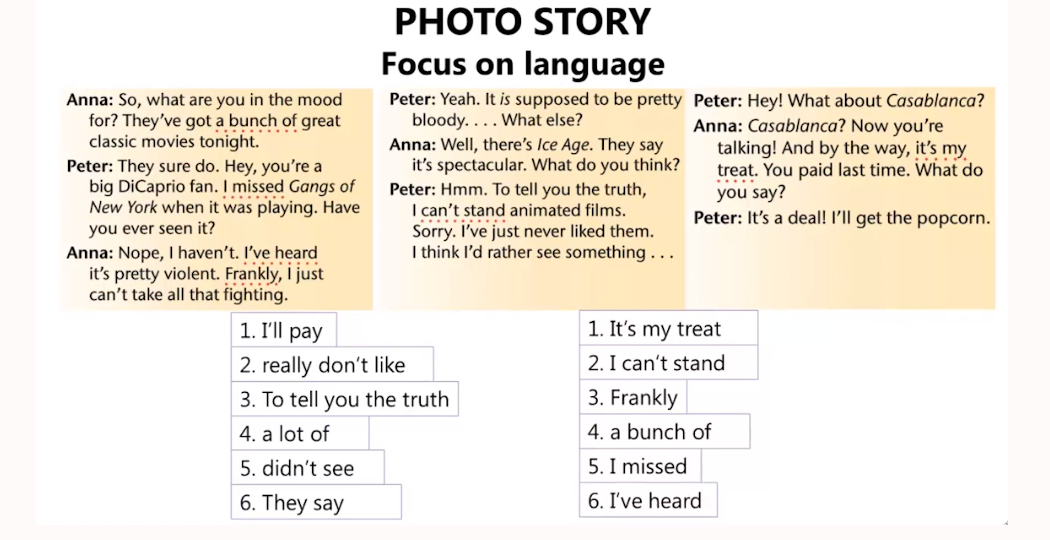 PHOTO STORY
Focus on language
Anna: So, what are you in the mood
for? They've got a bunch of great
classic movies tonight.
Peter: They sure do. Hey, you're a
big DiCaprio fan. I missed Gangs of
New York when it was playing. Have
you ever seen it?
Anna: Nope, I haven't. I've heard
it's pretty violent. Frankly, I just
can't take all that fighting.
Peter: Yeah. It is supposed to be pretty
bloody. . . . What else?
Anna: Well, there's Ice Age. They say
it's spectacular. What do you think?
Peter: Hmm. To tell you the truth,
I can't stand animated films.
Sorry. I've just never liked them.
I think I'd rather see something . . .
Peter: Hey! What about Casablanca?
Anna: Casablanca? Now you're
talking! And by the way, it's my
treat. You paid last time. What do
you say?
Peter: It's a deal! I'll get the popcorn.
1. I'll pay
2. really don't like
3. To tell you the truth
4. a lot of
5. didn't see
6. They say
1. It's my treat
2. I can't stand
3. Frankly
4. a bunch of
5. I missed
6. I've heard